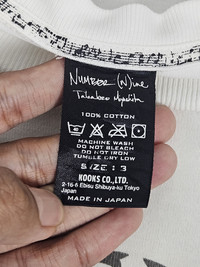 NUMBER (N)ine
Takahiro Miyashita
100% COTTON
MACHINE WASH
DO NOT BLEACH
DO NOT IRON
TUMBLE DRY LOW
SIZE : 3
KOOKS CO.,LTD.
2-16-6 Ebisu Shibuya-ku Tokyo
Japan
MADE IN JAPAN